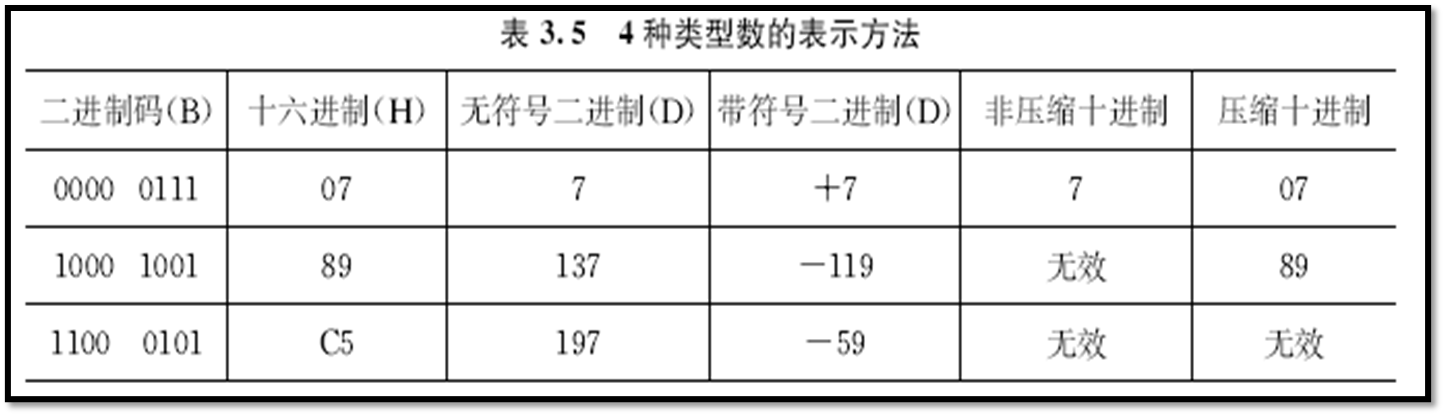 表 3.5 4 种类型数的表示方法
二进制码(B) 十六进制(H) 无符号二进制(D) 带符号二进制(D) 非压缩十进制 压缩十进制
0000 0111 07 7 +7 7 07
1000 1001 89 137 -119 无效 89
1100 0101 C5 197 -59 无效 无效